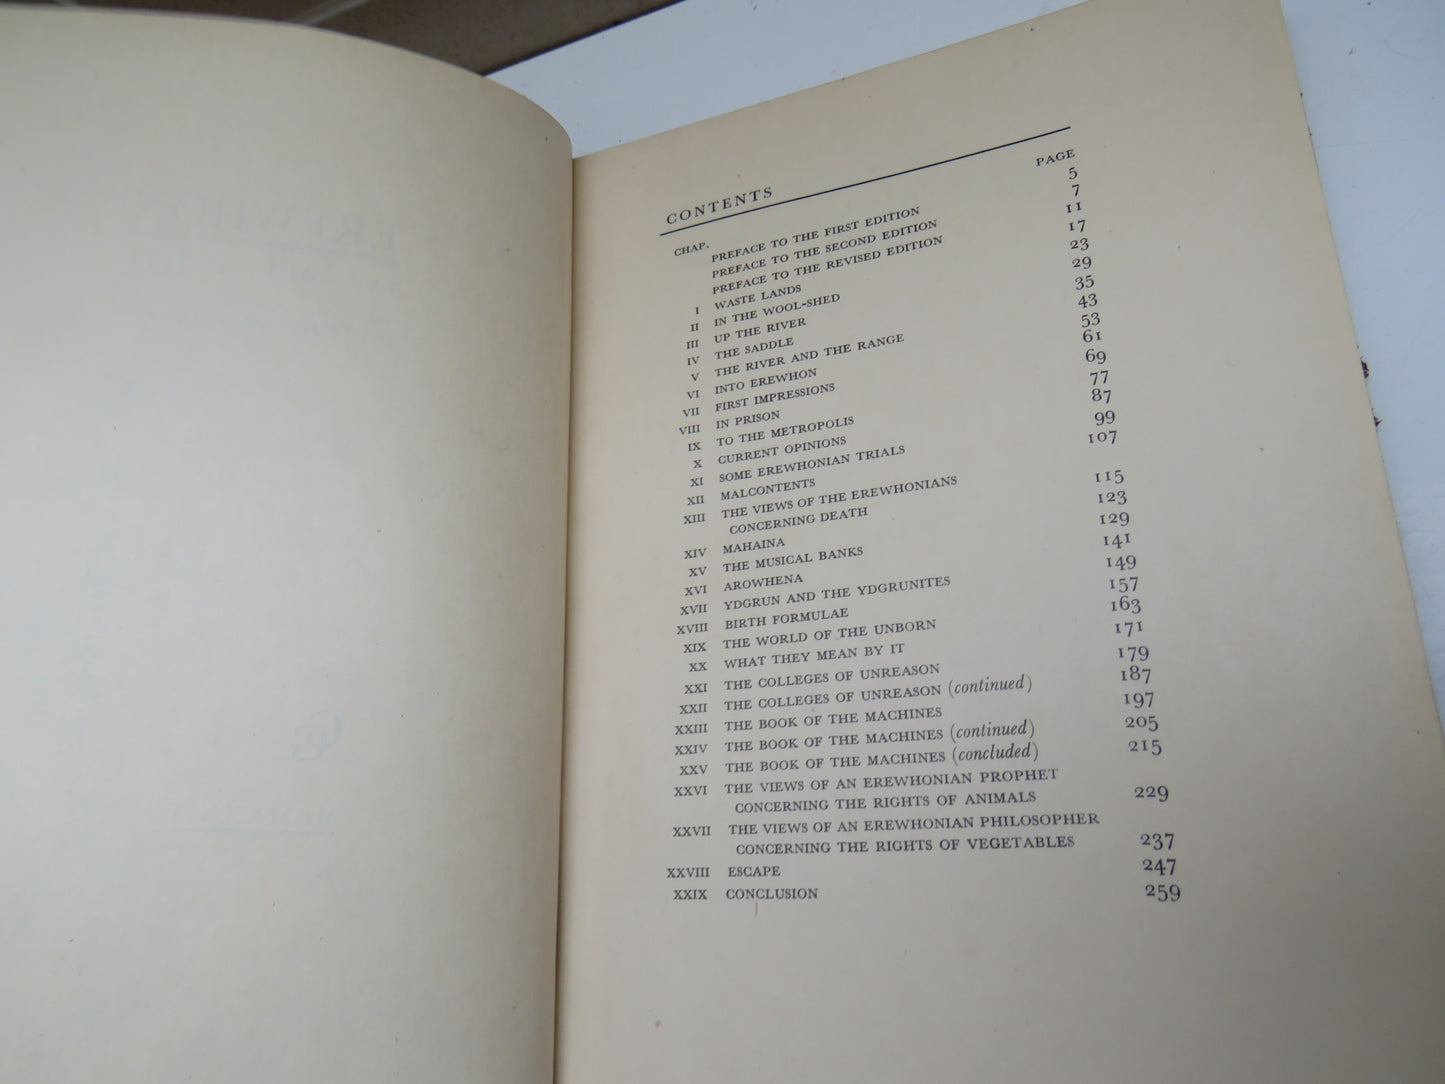 CONTENTS
CHAP. PAGE
PREFACE TO THE FIRST EDITION 5
PREFACE TO THE SECOND EDITION 7
PREFACE TO THE REVISED EDITION 11
I WASTE LANDS 17
II IN THE WOOL-SHED 23
III UP THE RIVER 29
IV THE SADDLE 35
V THE RIVER AND THE RANGE 43
VI INTO EREWHON 53
VII FIRST IMPRESSIONS 61
VIII IN PRISON 69
IX TO THE METROPOLIS 77
X CURRENT OPINIONS 87
XI SOME EREWHONIAN TRIALS 99
XII MALCONTENTS 107
XIII THE VIEWS OF THE EREWHONIANS
CONCERNING DEATH 115
XIV MAHAINA 123
XV THE MUSICAL BANKS 129
XVI AROWHENA 141
XVII YDGRUN AND THE YDGRUNITES 149
XVIII BIRTH FORMULAE 157
XIX THE WORLD OF THE UNBORN 163
XX WHAT THEY MEAN BY IT 171
XXI THE COLLEGES OF UNREASON 179
XXII THE COLLEGES OF UNREASON (continued) 187
XXIII THE BOOK OF THE MACHINES 197
XXIV THE BOOK OF THE MACHINES (continued) 205
XXV THE BOOK OF THE MACHINES (concluded) 215
XXVI THE VIEWS OF AN EREWHONIAN PROPHET
CONCERNING THE RIGHTS OF ANIMALS 229
XXVII THE VIEWS OF AN EREWHONIAN PHILOSOPHER
CONCERNING THE RIGHTS OF VEGETABLES 237
XXVIII ESCAPE 247
XXIX CONCLUSION 259